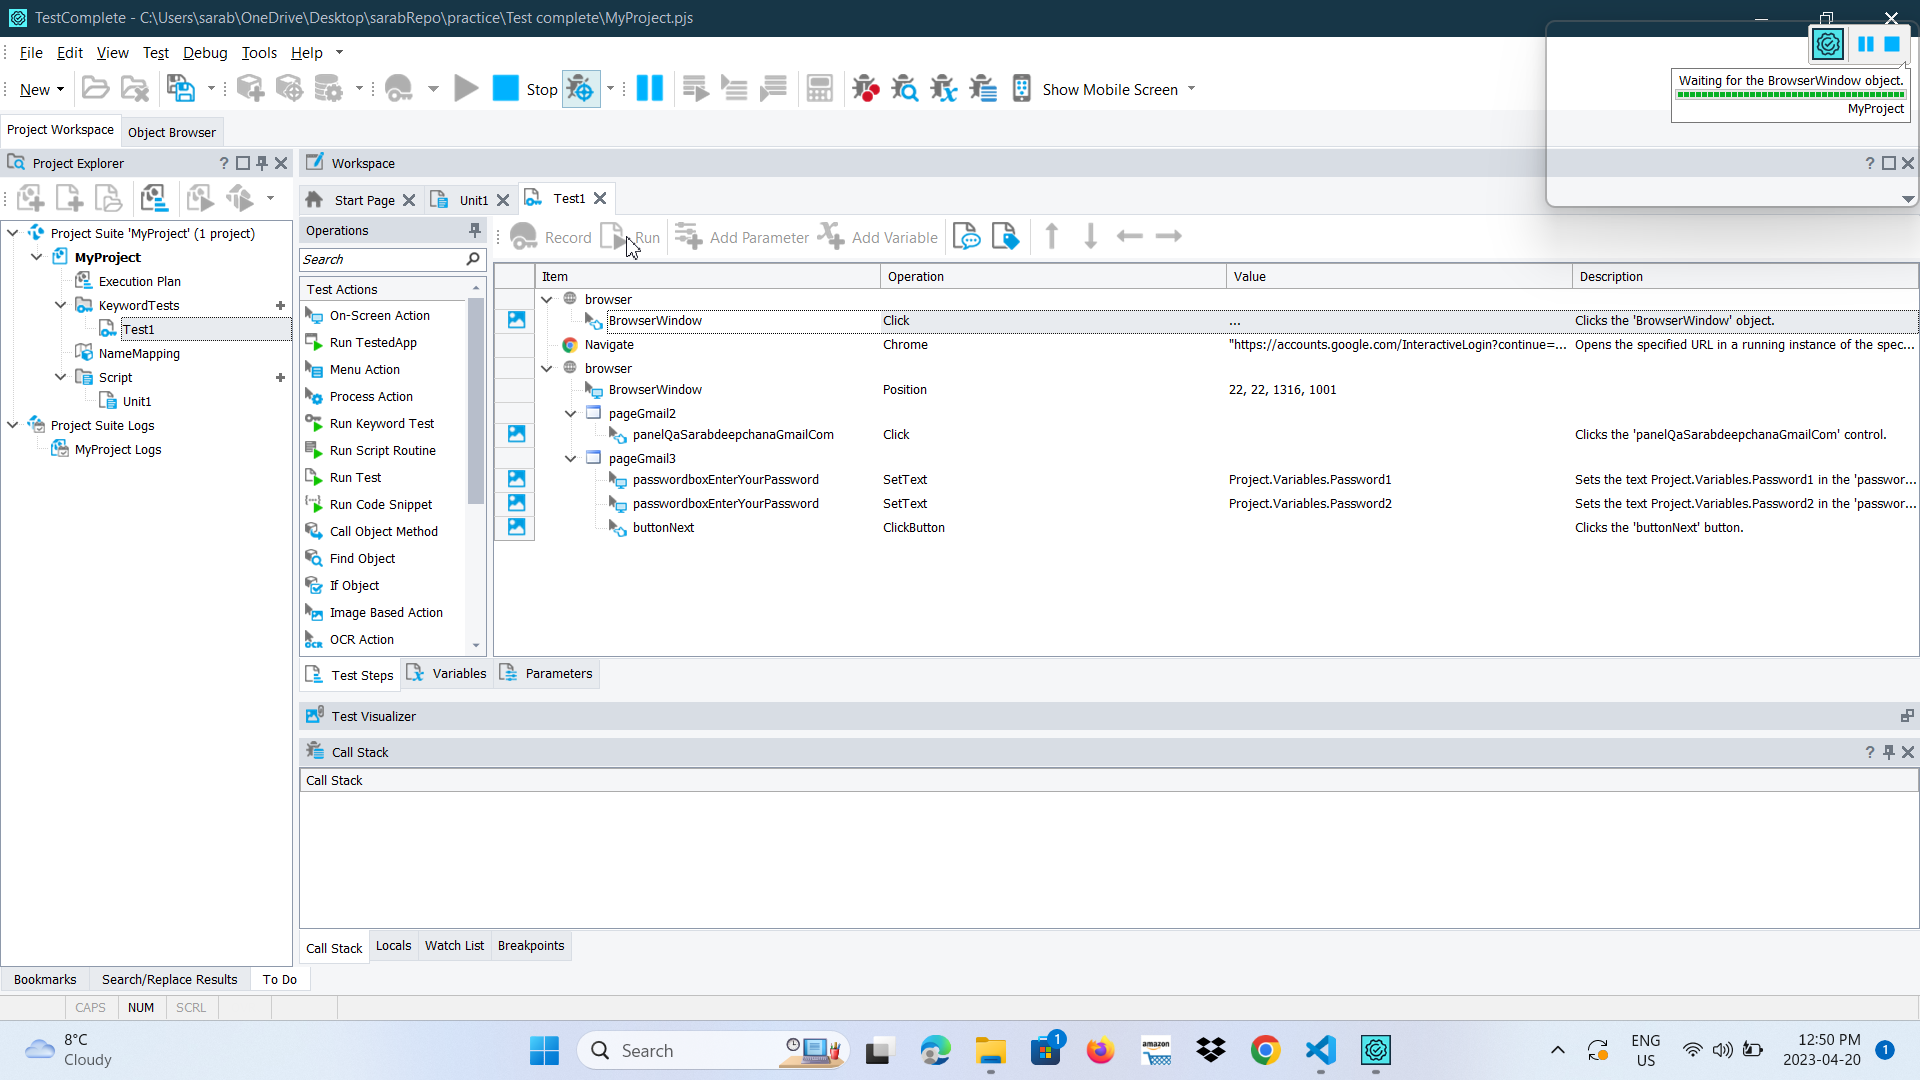 TestComplete - C:\Users\sarab\OneDrive\Desktop\sarabRepo\practice\Test complete\MyProject.pjs
File Edit View Test Debug Tools Help
New Stop Show Mobile Screen
Waiting for the BrowserWindow object.
MyProject
Project Workspace Object Browser
Project Explorer ?
Workspace ?
Start Page Unit1 Test1
Project Suite 'MyProject' (1 project)
MyProject
Execution Plan
KeywordTests
Test1
NameMapping
Script
Unit1
Project Suite Logs
MyProject Logs
Operations
Search
Test Actions
On-Screen Action
Run TestedApp
Menu Action
Process Action
Run Keyword Test
Run Script Routine
Run Test
Run Code Snippet
Call Object Method
Find Object
If Object
Image Based Action
OCR Action
Record Run Add Parameter Add Variable
Item Operation Value Description
browser
BrowserWindow Click ... Clicks the 'BrowserWindow' object.
Navigate Chrome "https://accounts.google.com/InteractiveLogin?continue=... Opens the specified URL in a running instance of the spec...
browser
BrowserWindow Position 22, 22, 1316, 1001
pageGmail2
panelQaSarabdeepchanaGmailCom Click Clicks the 'panelQaSarabdeepchanaGmailCom' control.
pageGmail3
passwordboxEnterYourPassword SetText Project.Variables.Password1 Sets the text Project.Variables.Password1 in the 'passwor...
passwordboxEnterYourPassword SetText Project.Variables.Password2 Sets the text Project.Variables.Password2 in the 'passwor...
buttonNext ClickButton Clicks the 'buttonNext' button.
Test Steps Variables Parameters
Test Visualizer
Call Stack ?
Call Stack
Call Stack Locals Watch List Breakpoints
Bookmarks Search/Replace Results To Do
CAPS NUM SCRL
8°C
Cloudy
Search
amazon
1
ENG
US
12:50 PM
2023-04-20
1